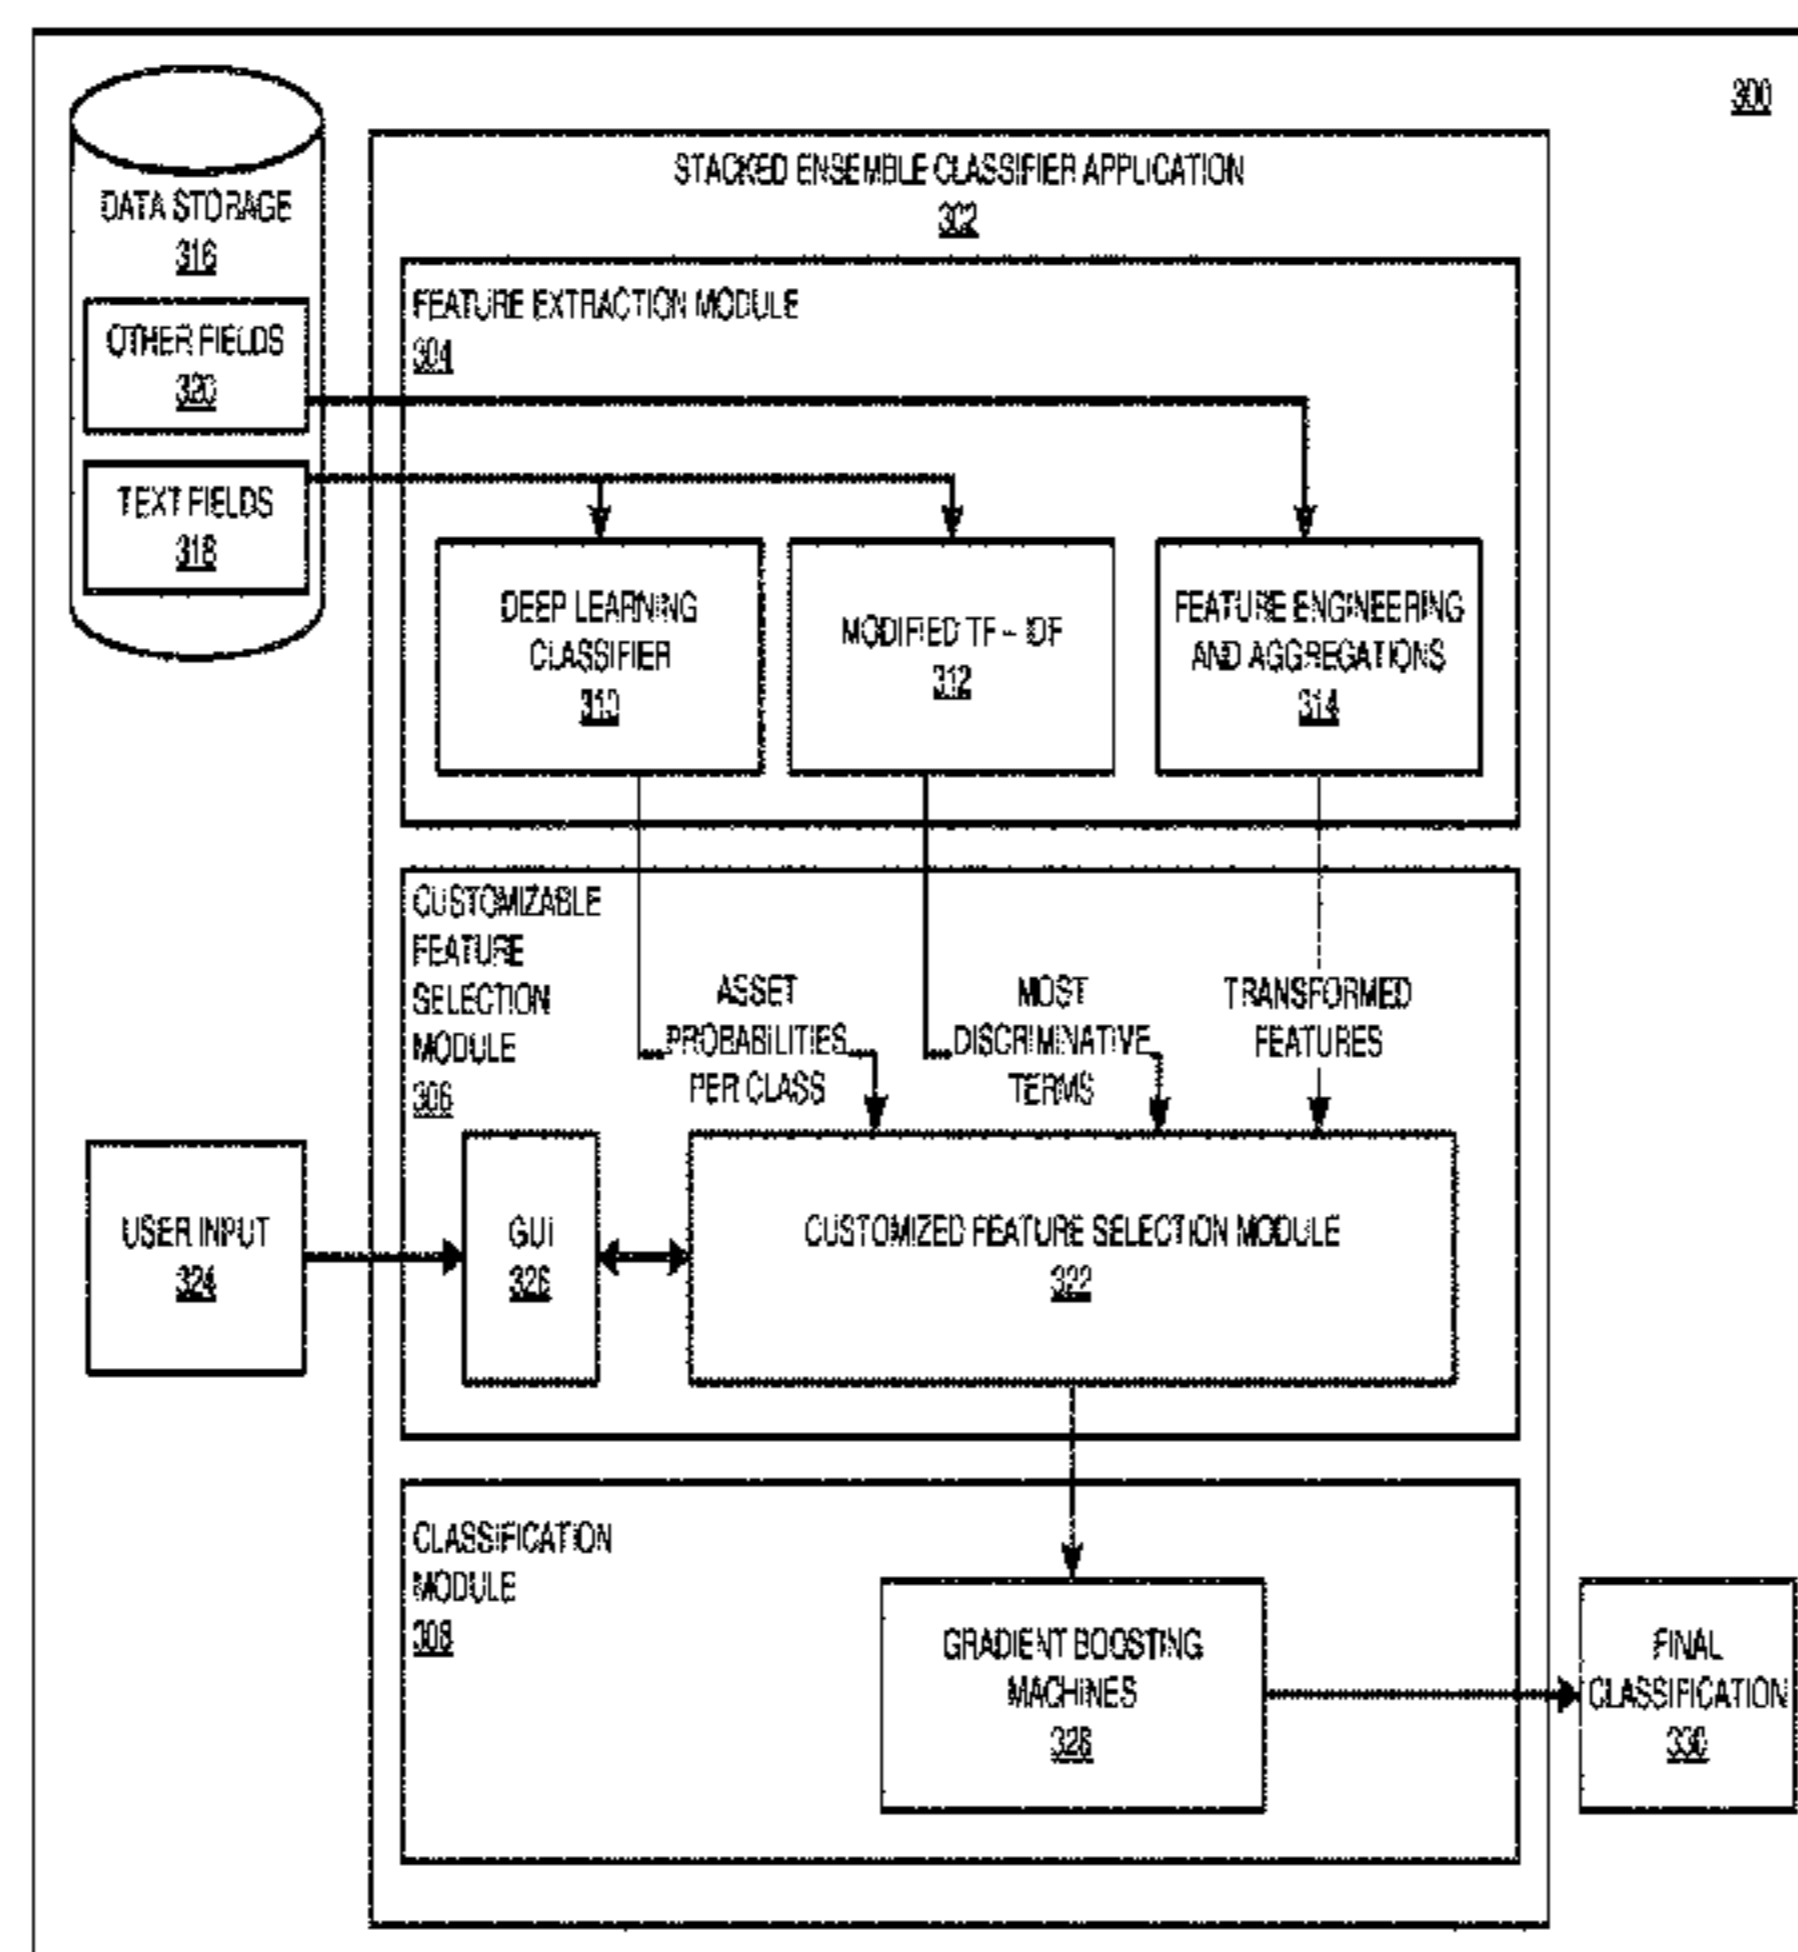 300
DATA STORAGE
316
OTHER FIELDS
320
TEXT FIELDS
318
STACKED ENSEMBLE CLASSIFIER APPLICATION
302
FEATURE EXTRACTION MODULE
304
DEEP LEARNING
CLASSIFIER
310
MODIFIED TF – IDF
312
FEATURE ENGINEERING
AND AGGREGATIONS
314
CUSTOMIZABLE
FEATURE
SELECTION
MODULE
306
ASSET
PROBABILITIES
PER CLASS
MOST
DISCRIMINATIVE
TERMS
TRANSFORMED
FEATURES
USER INPUT
324
GUI
326
CUSTOMIZED FEATURE SELECTION MODULE
322
CLASSIFICATION
MODULE
308
GRADIENT BOOSTING
MACHINES
328
FINAL
CLASSIFICATION
330